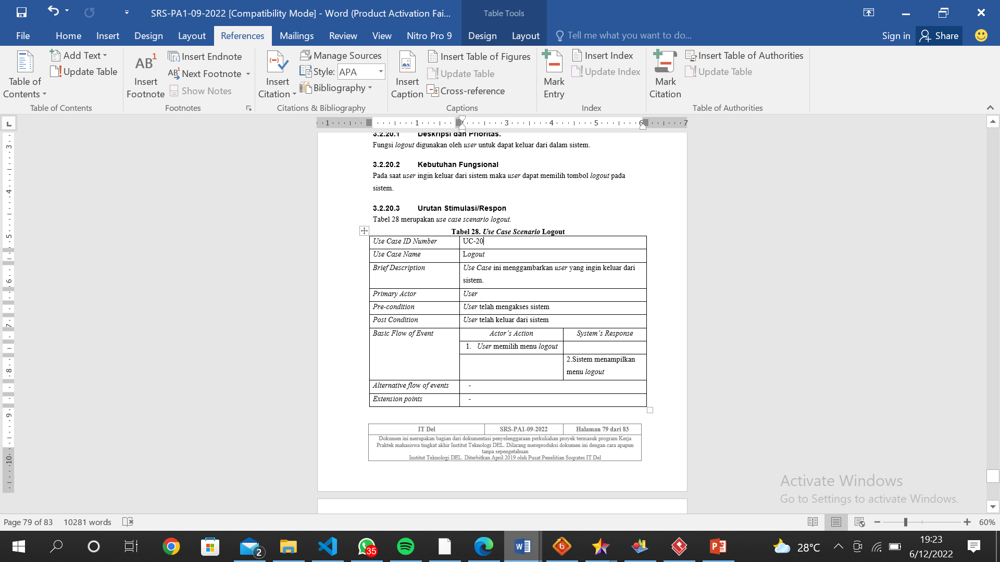 SRS-PA1-09-2022 [Compatibility Mode] - Word (Product Activation Fai...
Table Tools
File Home Insert Design Layout References Mailings Review View Nitro Pro 9 Design Layout Tell me what you want to do... Sign in Share
Table of Contents
Add Text
Update Table
Table of Contents
AB1 Insert Footnote
Insert Endnote
Next Footnote
Show Notes
Footnotes
Insert Citation
Manage Sources
Style: APA
Bibliography
Citations & Bibliography
Insert Caption
Insert Table of Figures
Update Table
Cross-reference
Captions
Mark Entry
Insert Index
Update Index
Index
Mark Citation
Insert Table of Authorities
Update Table
Table of Authorities
L
1 1 3 4 5 6 7
3 4 5 6 7 8 9 10
3.2.20.1 Deskripsi dan Prioritas.
Fungsi logout digunakan oleh user untuk dapat keluar dari dalam sistem.
3.2.20.2 Kebutuhan Fungsional
Pada saat user ingin keluar dari sistem maka user dapat memilih tombol logout pada
sistem.
3.2.20.3 Urutan Stimulasi/Respon
Tabel 28 merupakan use case scenario logout.
Tabel 28. Use Case Scenario Logout
Use Case ID Number UC-20
Use Case Name Logout
Brief Description Use Case ini menggambarkan user yang ingin keluar dari
sistem.
Primary Actor User
Pre-condition User telah mengakses sistem
Post Condition User telah keluar dari sistem
Basic Flow of Event Actor’s Action System’s Response
1. User memilih menu logout
2.Sistem menampilkan
menu logout
Alternative flow of events -
Extension points -
IT Del SRS-PA1-09-2022 Halaman 79 dari 83
Dokumen ini merupakan bagian dari dokumentasi penyelenggaraan perkuliahan proyek termasuk program Kerja
Praktek mahasiswa tingkat akhir Institut Teknologi DEL. Dilarang mereproduksi dokumen ini dengan cara apapun
tanpa sepengetahuan
Institut Teknologi DEL. Diterbitkan April 2019 oleh Pusat Penelitian Soqrates IT Del
Activate Windows
Go to Settings to activate Windows.
Page 79 of 83 10281 words 60%
2 35 28°C 19:23
6/12/2022